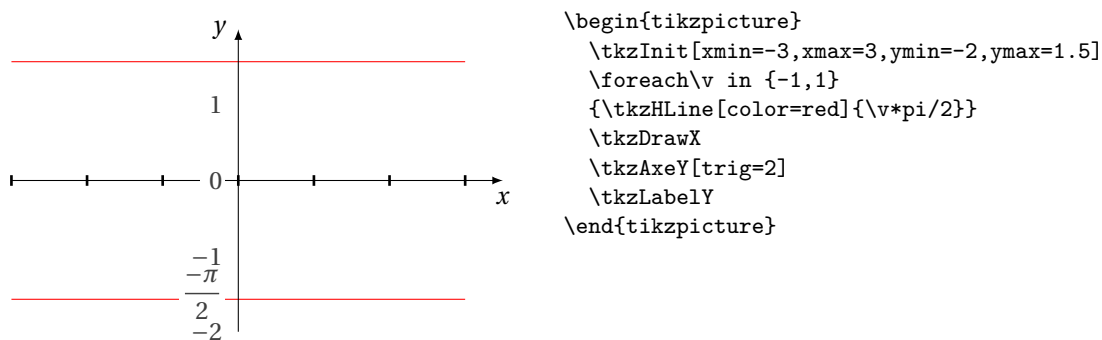 y
1
0
x
−1
−π
2
−2
\begin{tikzpicture}
\tkzInit[xmin=-3,xmax=3,ymin=-2,ymax=1.5]
\foreach\v in {-1,1}
{\tkzHLine[color=red]{\v*pi/2}}
\tkzDrawX
\tkzAxeY[trig=2]
\tkzLabelY
\end{tikzpicture}